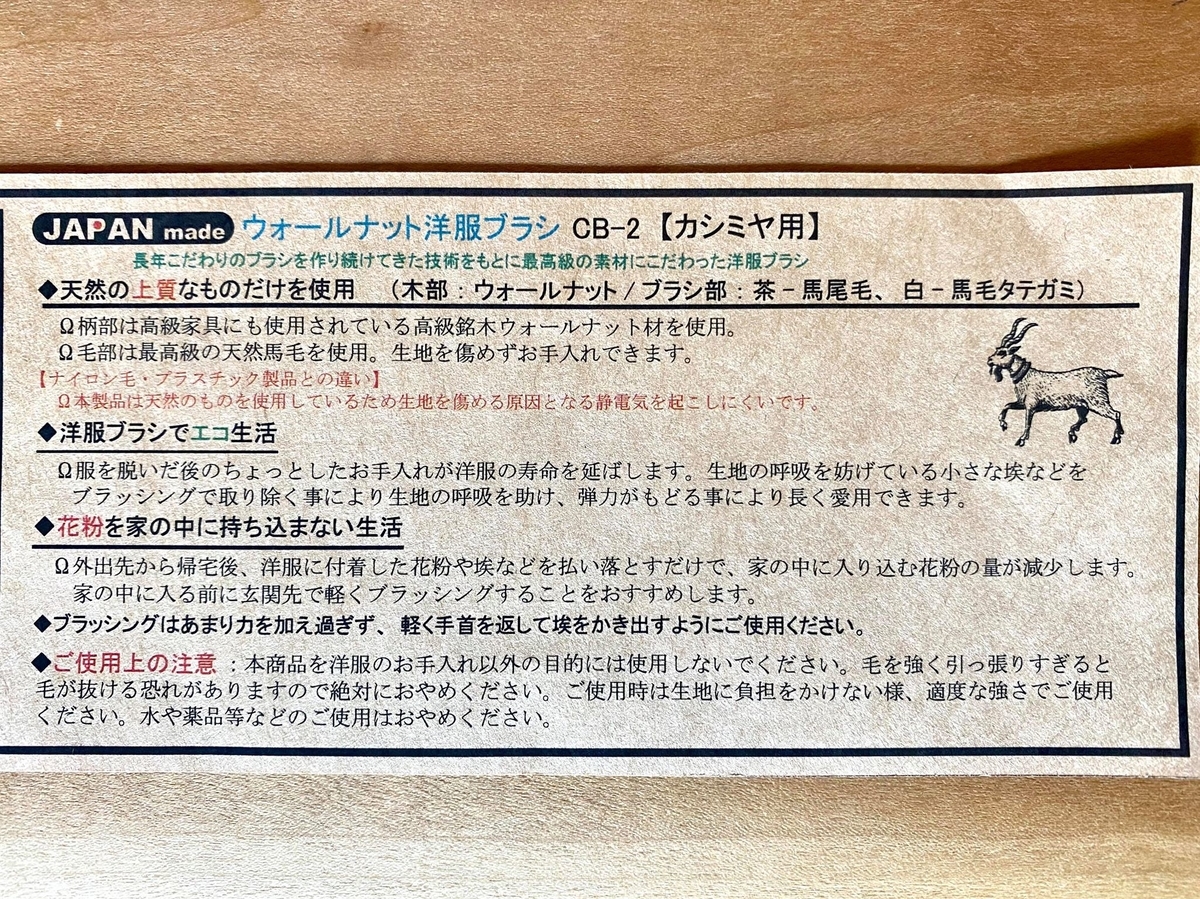 JAPAN made ウォールナット洋服ブラシ CB-2【カシミヤ用】
長年こだわりのブラシを作り続けてきた技術をもとに最高級の素材にこだわった洋服ブラシ
◆天然の上質なものだけを使用 （木部：ウォールナット/ブラシ部：茶-馬尾毛、白-馬毛タテガミ）
Ω柄部は高級家具にも使用されている高級銘木ウォールナット材を使用。
Ω毛部は最高級の天然馬毛を使用。生地を傷めずお手入れできます。
【ナイロン毛・プラスチック製品との違い】
Ω本製品は天然のものを使用しているため生地を傷める原因となる静電気を起こしにくいです。
◆洋服ブラシでエコ生活
Ω服を脱いだ後のちょっとしたお手入れが洋服の寿命を延ばします。生地の呼吸を妨げている小さな埃などを
ブラッシングで取り除く事により生地の呼吸を助け、弾力がもどる事により長く愛用できます。
◆花粉を家の中に持ち込まない生活
Ω外出先から帰宅後、洋服に付着した花粉や埃などを払い落とすだけで、家の中に入り込む花粉の量が減少します。
家の中に入る前に玄関先で軽くブラッシングすることをおすすめします。
◆ブラッシングはあまり力を加え過ぎず、軽く手首を返して埃をかき出すようにご使用ください。
◆ご使用上の注意：本商品を洋服のお手入れ以外の目的には使用しないでください。毛を強く引っ張りすぎると
毛が抜ける恐れがありますので絶対におやめください。ご使用時は生地に負担をかけない様、適度な強さでご使用
ください。水や薬品等などのご使用はおやめください。